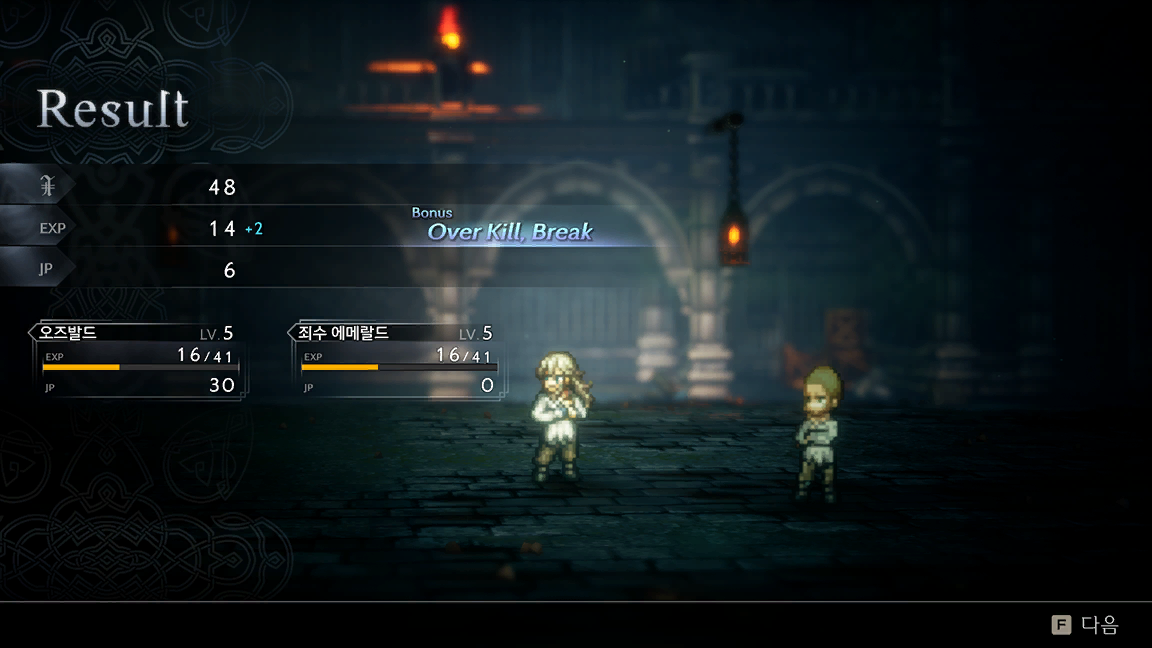 Result
48
EXP 14 +2
Bonus
Over Kill, Break
JP 6
오즈발드 LV. 5
EXP 16/41
JP 30
죄수 에메랄드 LV. 5
EXP 16/41
JP 0
F 다음